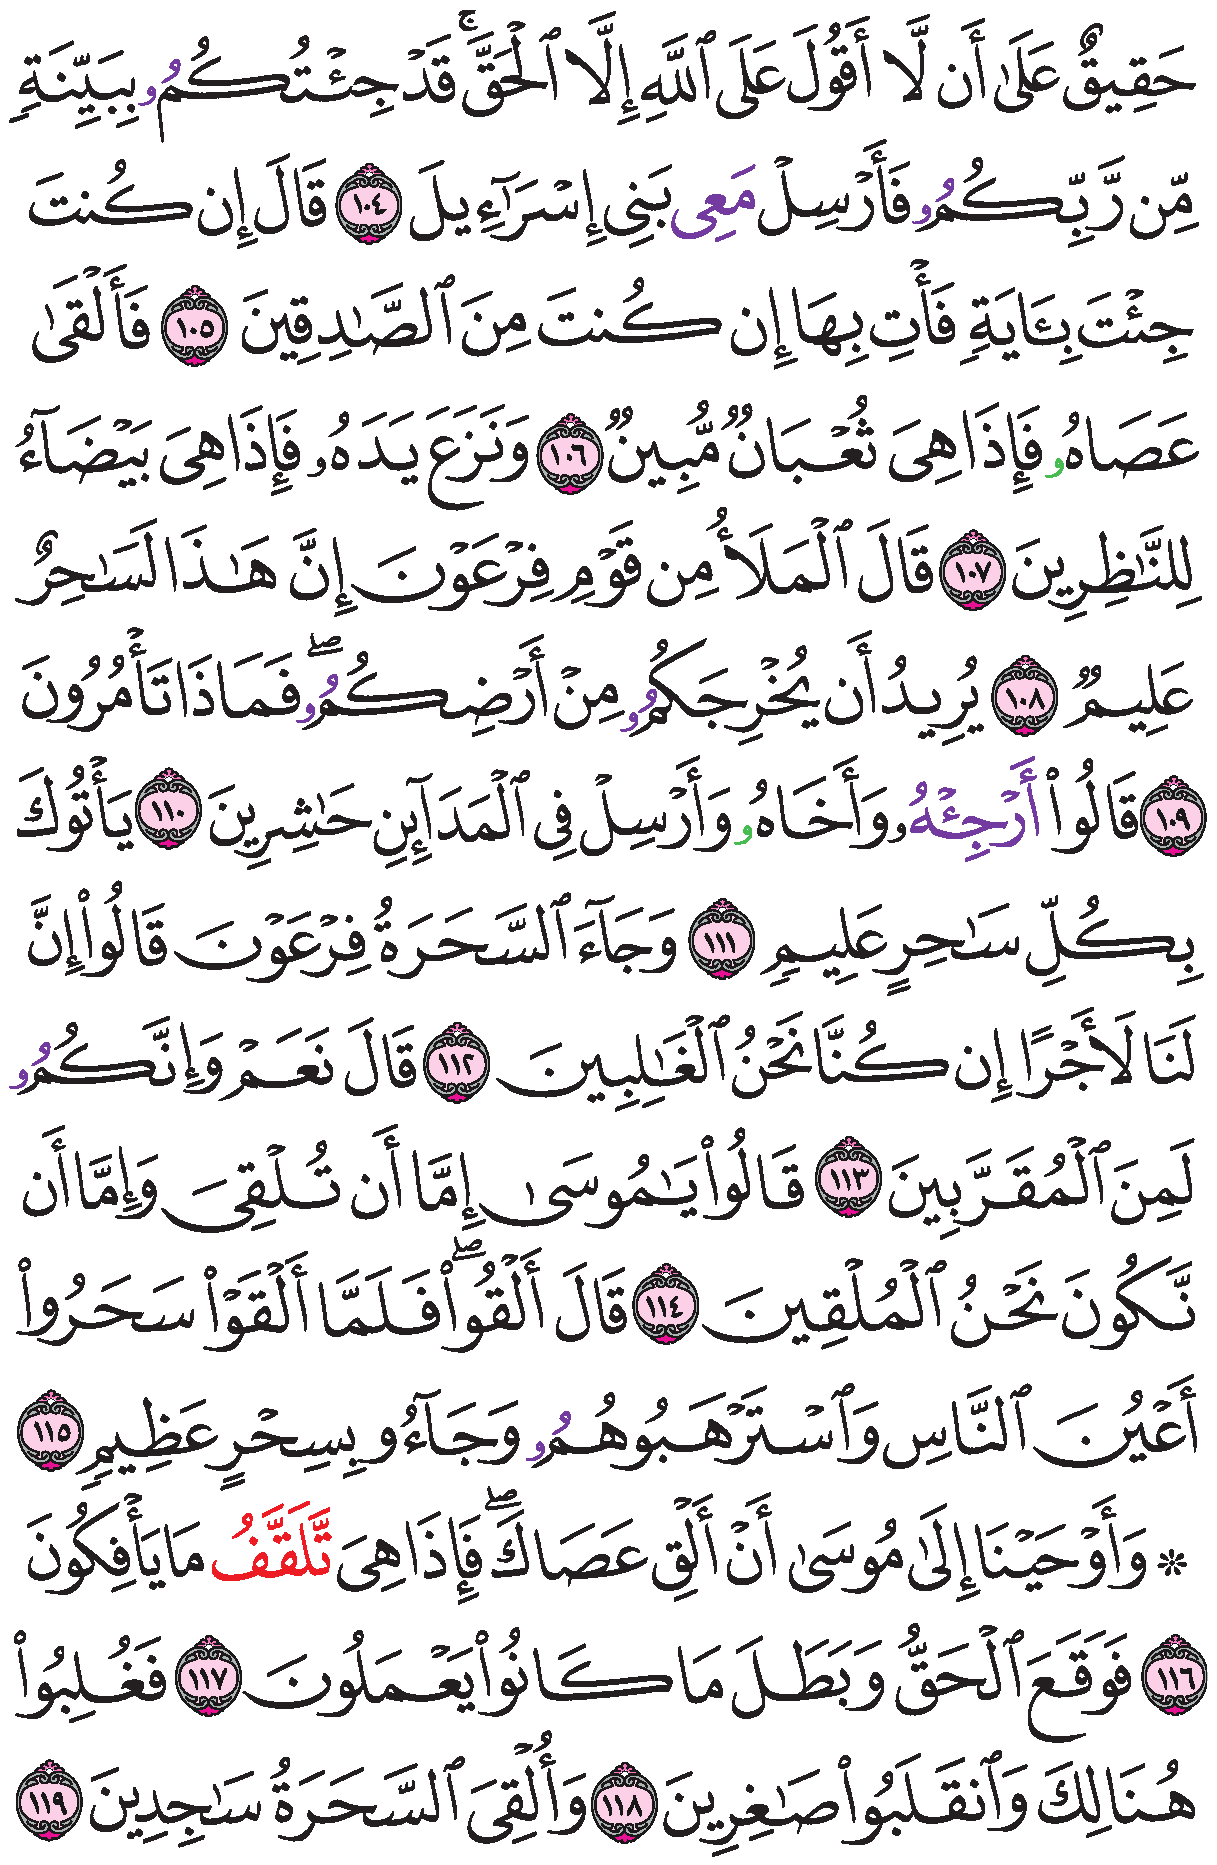 حَقِيقٌ عَلَىٰ أَن لَّا أَقُولَ عَلَى ٱللَّهِ إِلَّا ٱلْحَقَّۚ قَدْ جِئْتُكُمُۥ بِبَيِّنَةٖ
مِّن رَّبِّكُمُۥ فَأَرْسِلْ مَعِى بَنِى إِسْرَٰٓءِيلَ ١٠٤ قَالَ إِن كُنتَ
جِئْتَ بِـَٔايَةٖ فَأْتِ بِهَا إِن كُنتَ مِنَ ٱلصَّٰدِقِينَ ١٠٥ فَأَلْقَىٰ
عَصَاهُۥ فَإِذَا هِىَ ثُعْبَانٞ مُّبِينٞ ١٠٦ وَنَزَعَ يَدَهُۥ فَإِذَا هِىَ بَيْضَآءُ
لِلنَّٰظِرِينَ ١٠٧ قَالَ ٱلْمَلَأُ مِن قَوْمِ فِرْعَوْنَ إِنَّ هَٰذَا لَسَٰحِرٌ
عَلِيمٞ ١٠٨ يُرِيدُ أَن يُخْرِجَكُمُۥ مِنْ أَرْضِكُمُۥۖ فَمَاذَا تَأْمُرُونَ
١٠٩ قَالُوا۟ أَرْجِئْهُۥ وَأَخَاهُۥ وَأَرْسِلْ فِى ٱلْمَدَآئِنِ حَٰشِرِينَ ١١٠ يَأْتُوكَ
بِكُلِّ سَٰحِرٍ عَلِيمٖ ١١١ وَجَآءَ ٱلسَّحَرَةُ فِرْعَوْنَ قَالُوا۟ إِنَّ
لَنَا لَأَجْرًا إِن كُنَّا نَحْنُ ٱلْغَٰلِبِينَ ١١٢ قَالَ نَعَمْ وَإِنَّكُمُۥ
لَمِنَ ٱلْمُقَرَّبِينَ ١١٣ قَالُوا۟ يَٰمُوسَىٰ إِمَّا أَن تُلْقِىَ وَإِمَّا أَن
نَّكُونَ نَحْنُ ٱلْمُلْقِينَ ١١٤ قَالَ أَلْقُوا۟ۖ فَلَمَّا أَلْقَوْا۟ سَحَرُوا۟
أَعْيُنَ ٱلنَّاسِ وَٱسْتَرْهَبُوهُمُۥ وَجَآءُو بِسِحْرٍ عَظِيمٖ ١١٥
۞ وَأَوْحَيْنَا إِلَىٰ مُوسَىٰ أَنْ أَلْقِ عَصَاكَۖ فَإِذَا هِىَ تَّلَقَّفُ مَا يَأْفِكُونَ
١١٦ فَوَقَعَ ٱلْحَقُّ وَبَطَلَ مَا كَانُوا۟ يَعْمَلُونَ ١١٧ فَغُلِبُوا۟
هُنَالِكَ وَٱنقَلَبُوا۟ صَٰغِرِينَ ١١٨ وَأُلْقِىَ ٱلسَّحَرَةُ سَٰجِدِينَ ١١٩